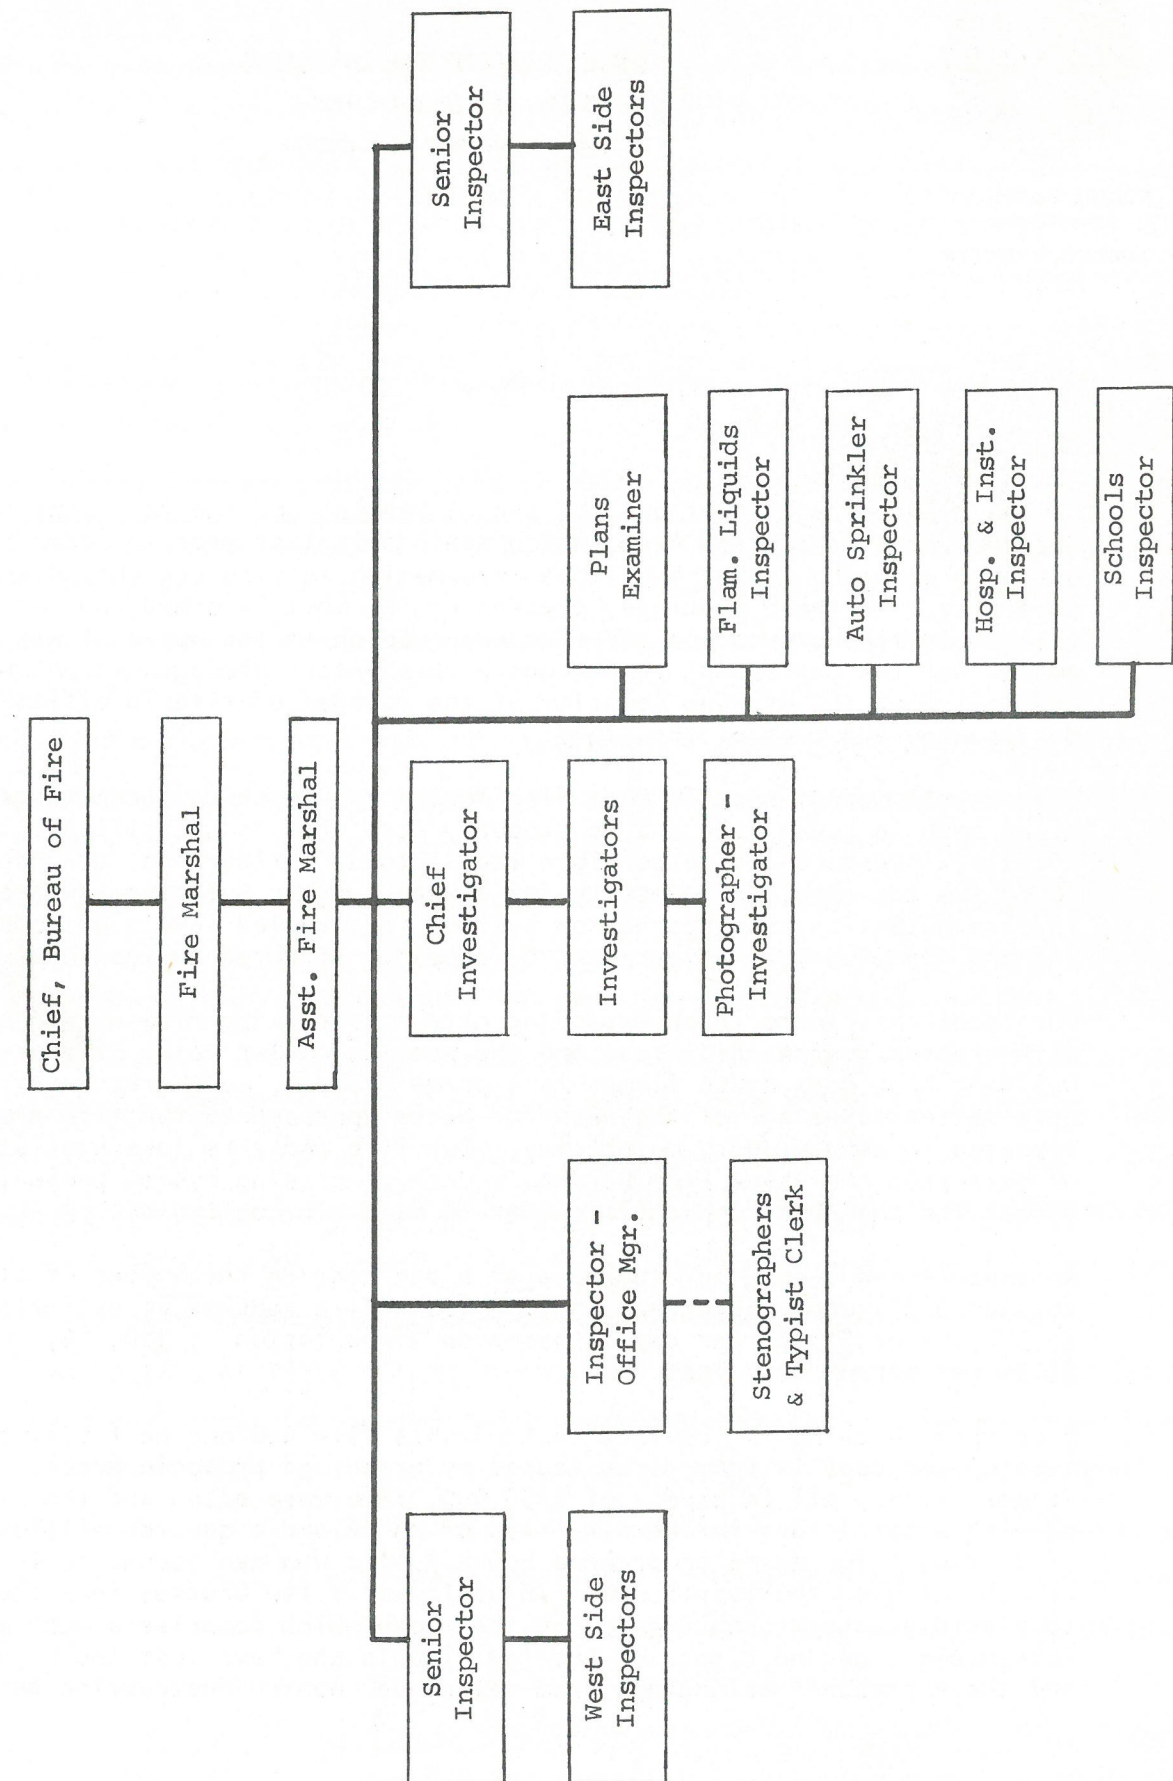 Chief, Bureau of Fire
Fire Marshal
Asst. Fire Marshal
Senior
Inspector
West Side
Inspectors
Inspector -
Office Mgr.
Stenographers
& Typist Clerk
Chief
Investigator
Investigators
Photographer -
Investigator
Plans
Examiner
Flam. Liquids
Inspector
Auto Sprinkler
Inspector
Hosp. & Inst.
Inspector
Schools
Inspector
Senior
Inspector
East Side
Inspectors